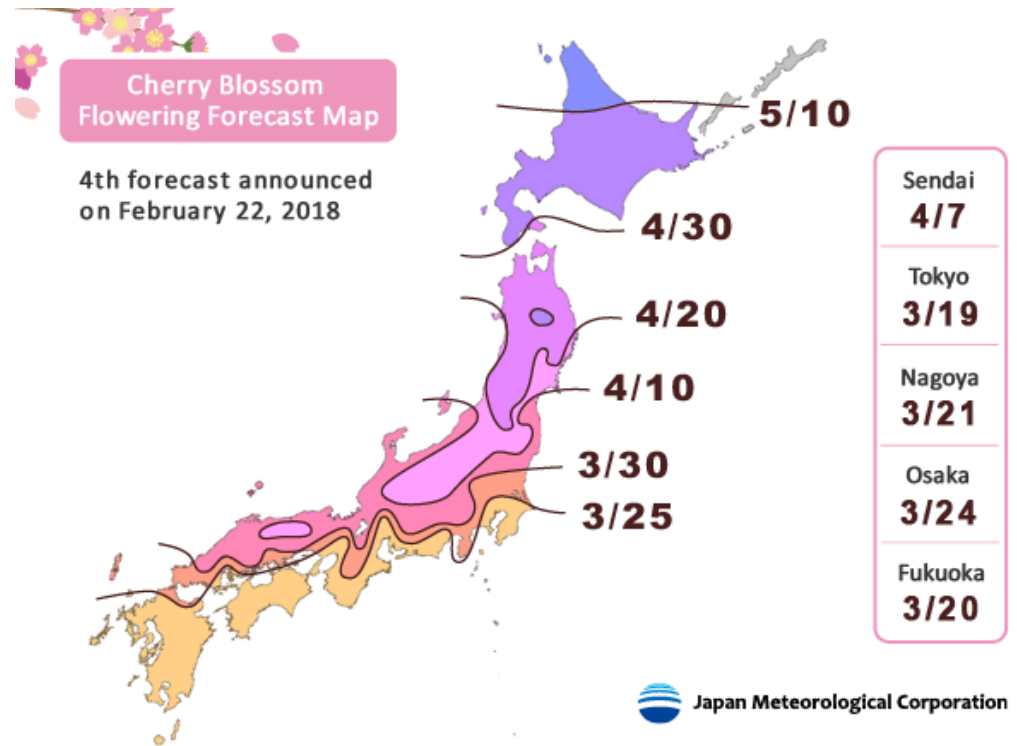 Cherry Blossom
Flowering Forecast Map
4th forecast announced
on February 22, 2018
5/10
4/30
4/20
4/10
3/30
3/25
Sendai
4/7
Tokyo
3/19
Nagoya
3/21
Osaka
3/24
Fukuoka
3/20
Japan Meteorological Corporation